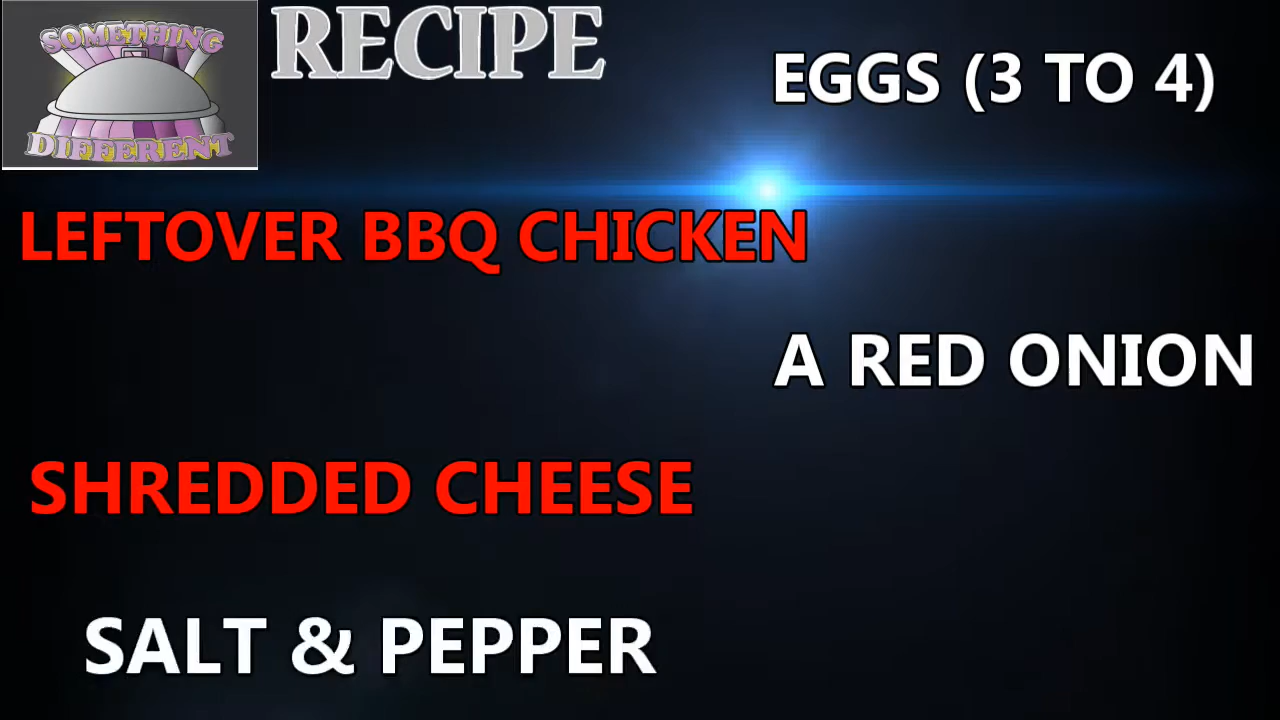 SOMETHING
DIFFERENT
RECIPE
EGGS (3 TO 4)
LEFTOVER BBQ CHICKEN
A RED ONION
SHREDDED CHEESE
SALT & PEPPER